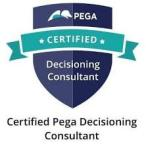 PEGA
★ CERTIFIED ★
Decisioning
Consultant
Certified Pega Decisioning
Consultant